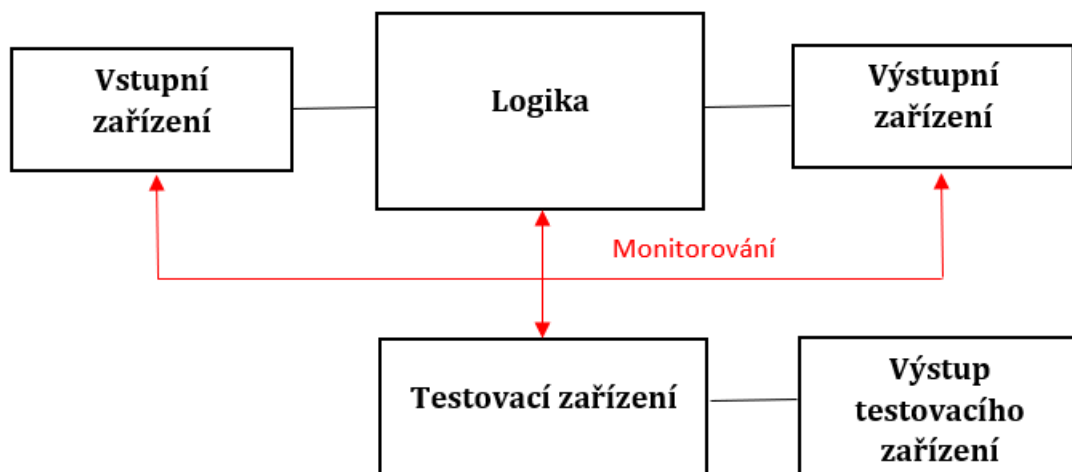 Vstupní
zařízení
Logika
Výstupní
zařízení
Monitorování
Testovací zařízení
Výstup
testovacího
zařízení